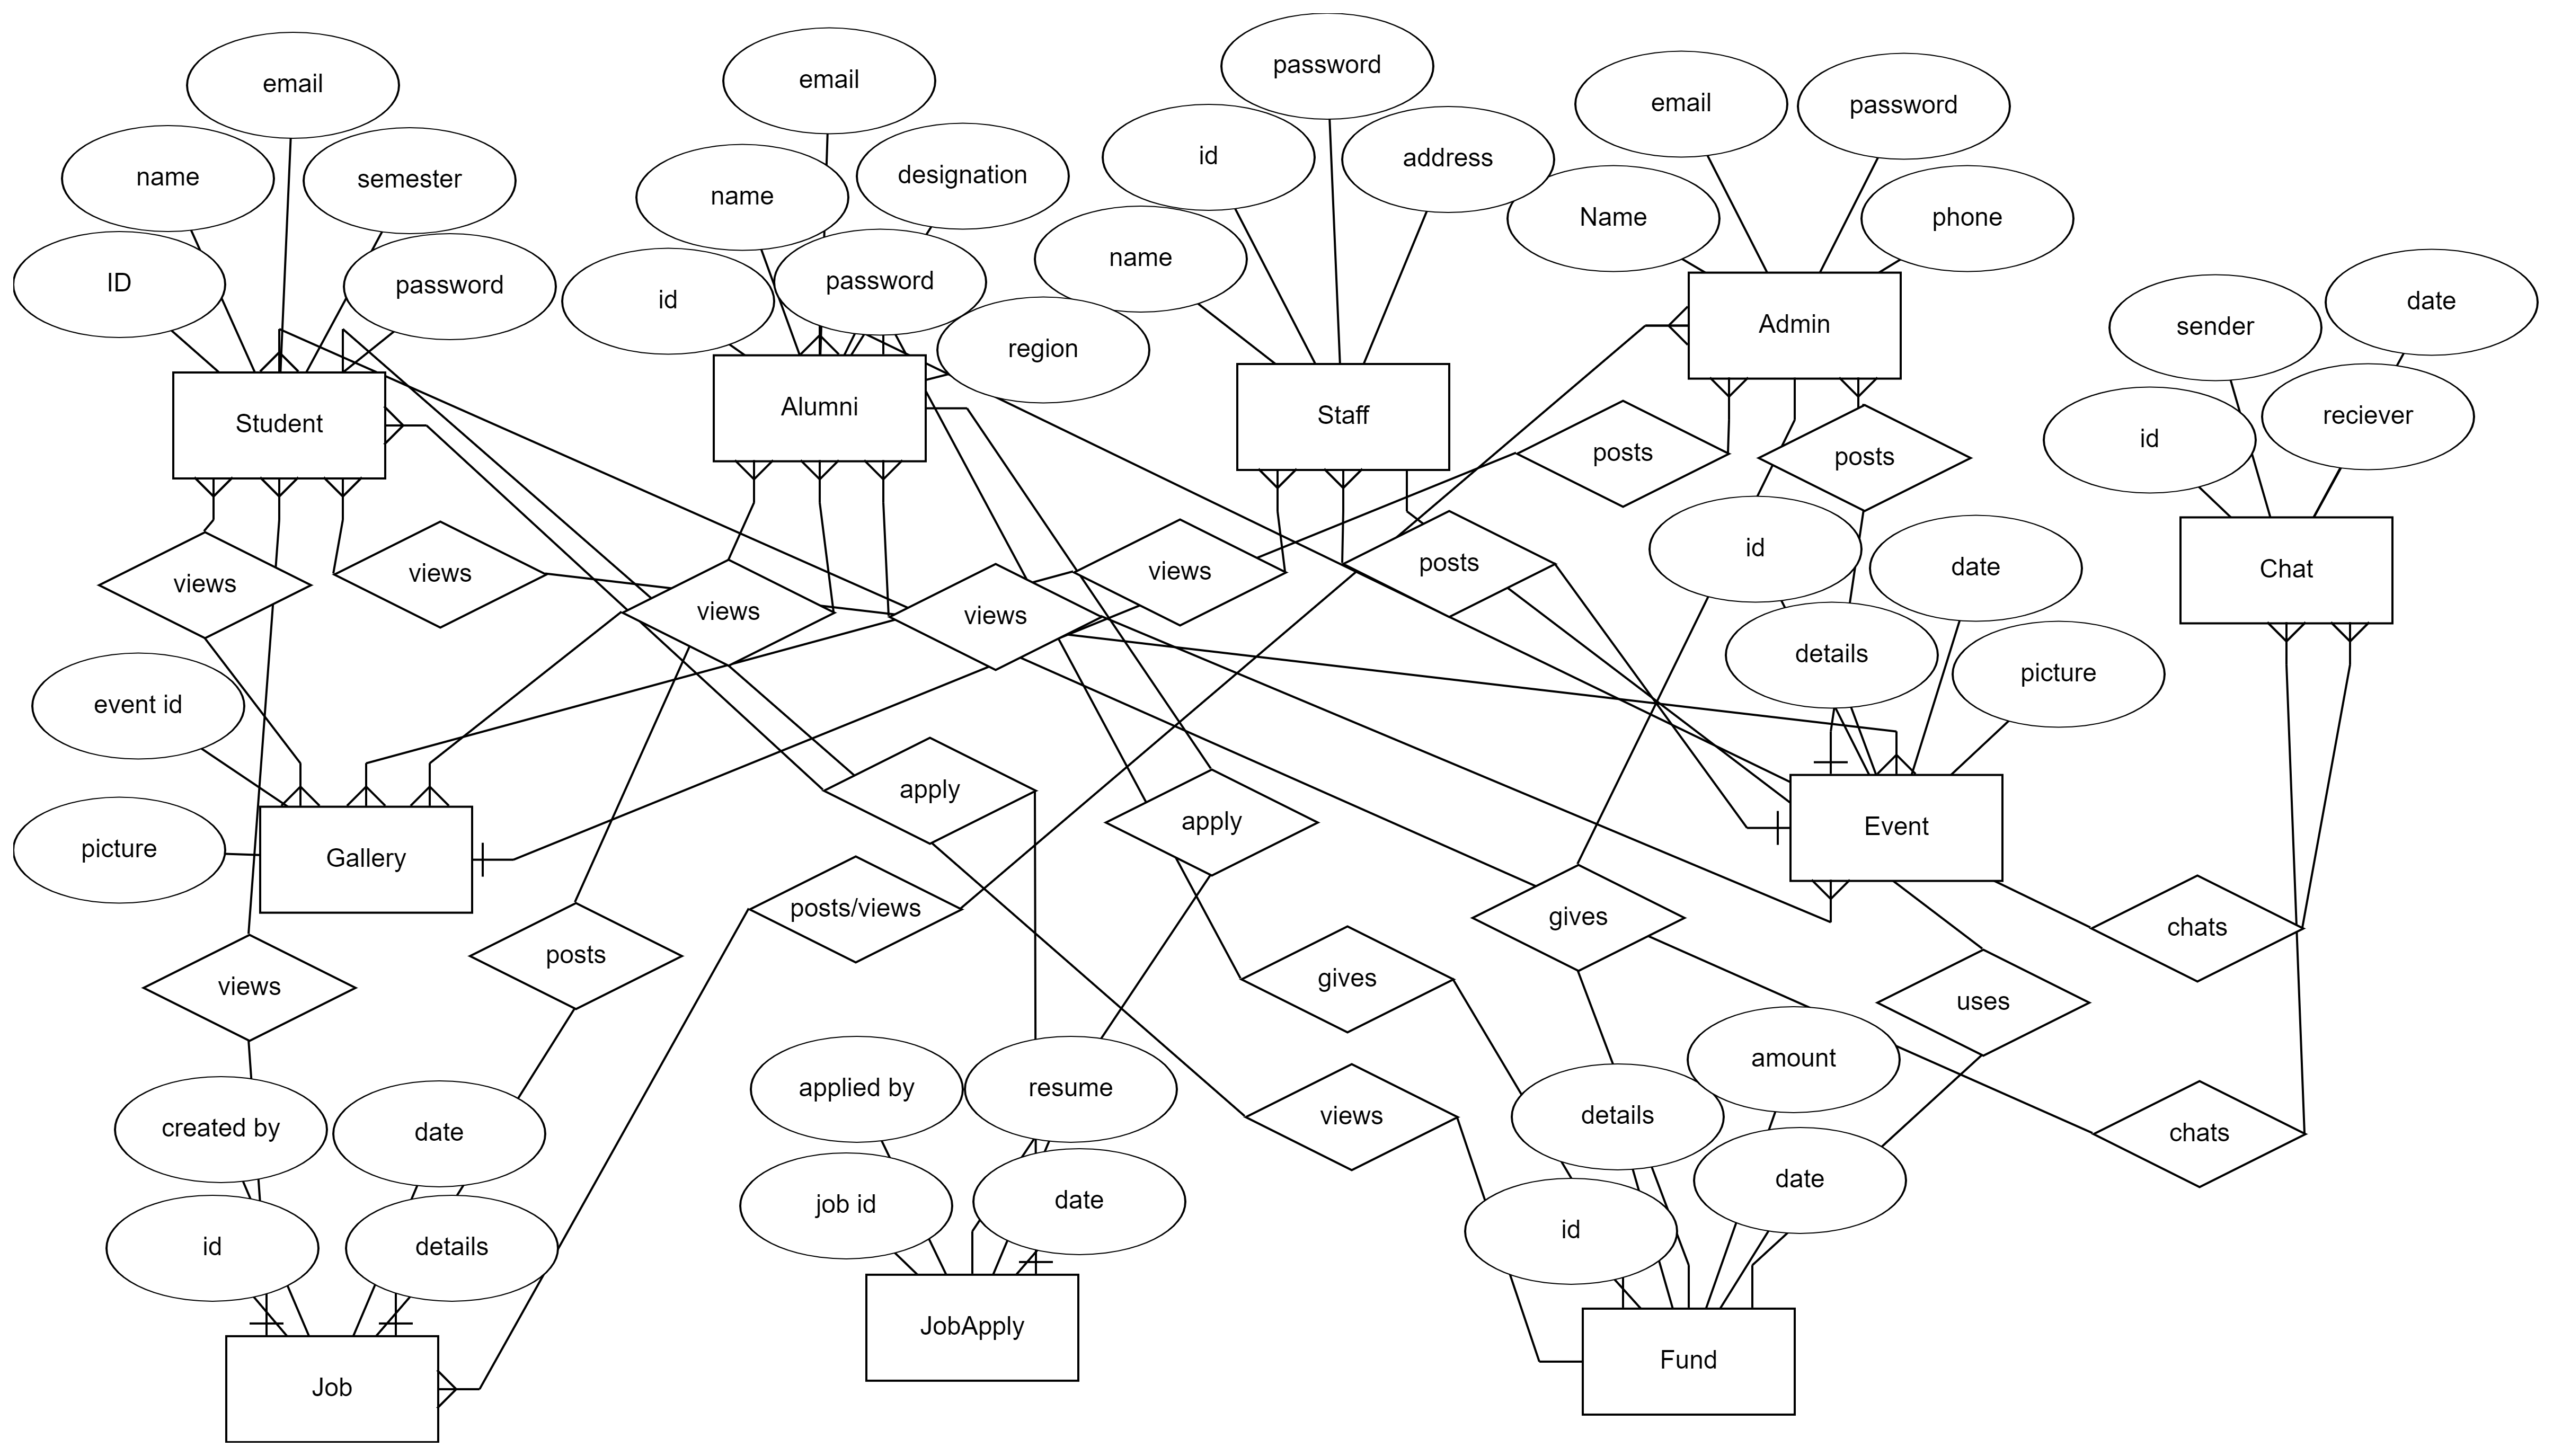 password
email
email
email
password
id
address
designation
name
semester
name
Name
phone
name
ID
password
password
id
date
sender
region
Admin
Alumni
Staff
reciever
Student
id
posts
posts
id
posts
date
Chat
views
views
views
views
views
details
picture
event id
apply
apply
Event
picture
Gallery
posts/views
gives
chats
posts
gives
views
uses
amount
applied by
resume
details
views
created by
date
chats
date
job id
date
id
id
details
JobApply
Fund
Job